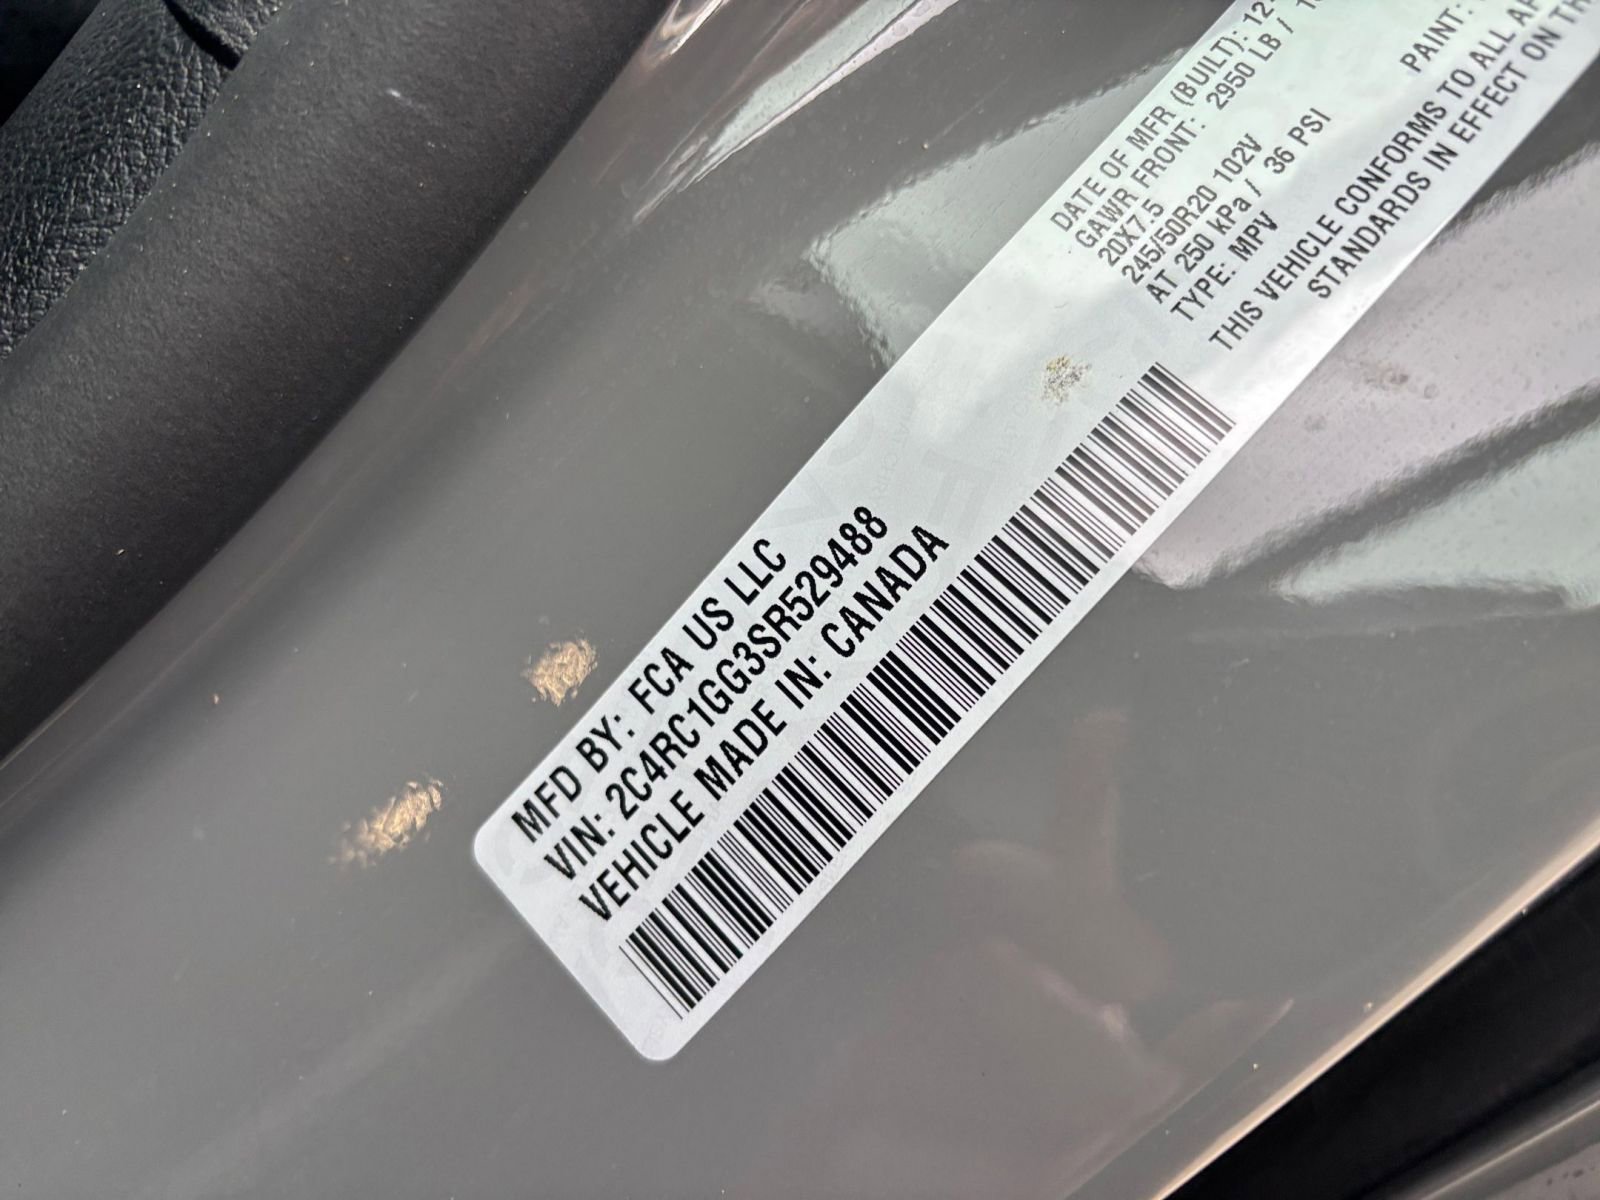 MFD BY: FCA US LLC
VIN: 2C4RC1GG3SR529488
VEHICLE MADE IN: CANADA
DATE OF MFR (BUILT): 12-
GAWR FRONT: 2950 LB /
20X7.5
245/50R20 102V
AT 250 kPa / 36 PSI
TYPE: MPV
PAINT:
THIS VEHICLE CONFORMS TO ALL
STANDARDS IN EFFECT ON